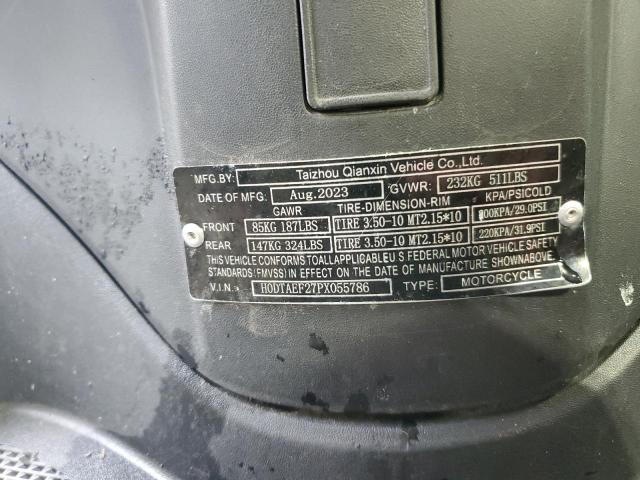 MFG.BY: Taizhou Qianxin Vehicle Co.,Ltd.
DATE OF MFG: Aug.2023 GVWR: 232KG 511LBS
GAWR TIRE-DIMENSION-RIM KPA/PSICOLD
FRONT 85KG 187LBS TIRE 3.50-10 MT2.15*10 00KPA/29.0PSI
REAR 147KG 324LBS TIRE 3.50-10 MT2.15*10 220KPA/31.9PSI
THIS VEHICLE CONFORMS TOALLAPPLICABLEU S FEDERAL MOTOR VEHICLE SAFETY
STANDARDS(FMVSS)IN EFFECT ON THE DATE OF MANUFACTURE SHOWNABOVE.
V.I.N.: H0DTAEF27PX055786 TYPE: MOTORCYCLE